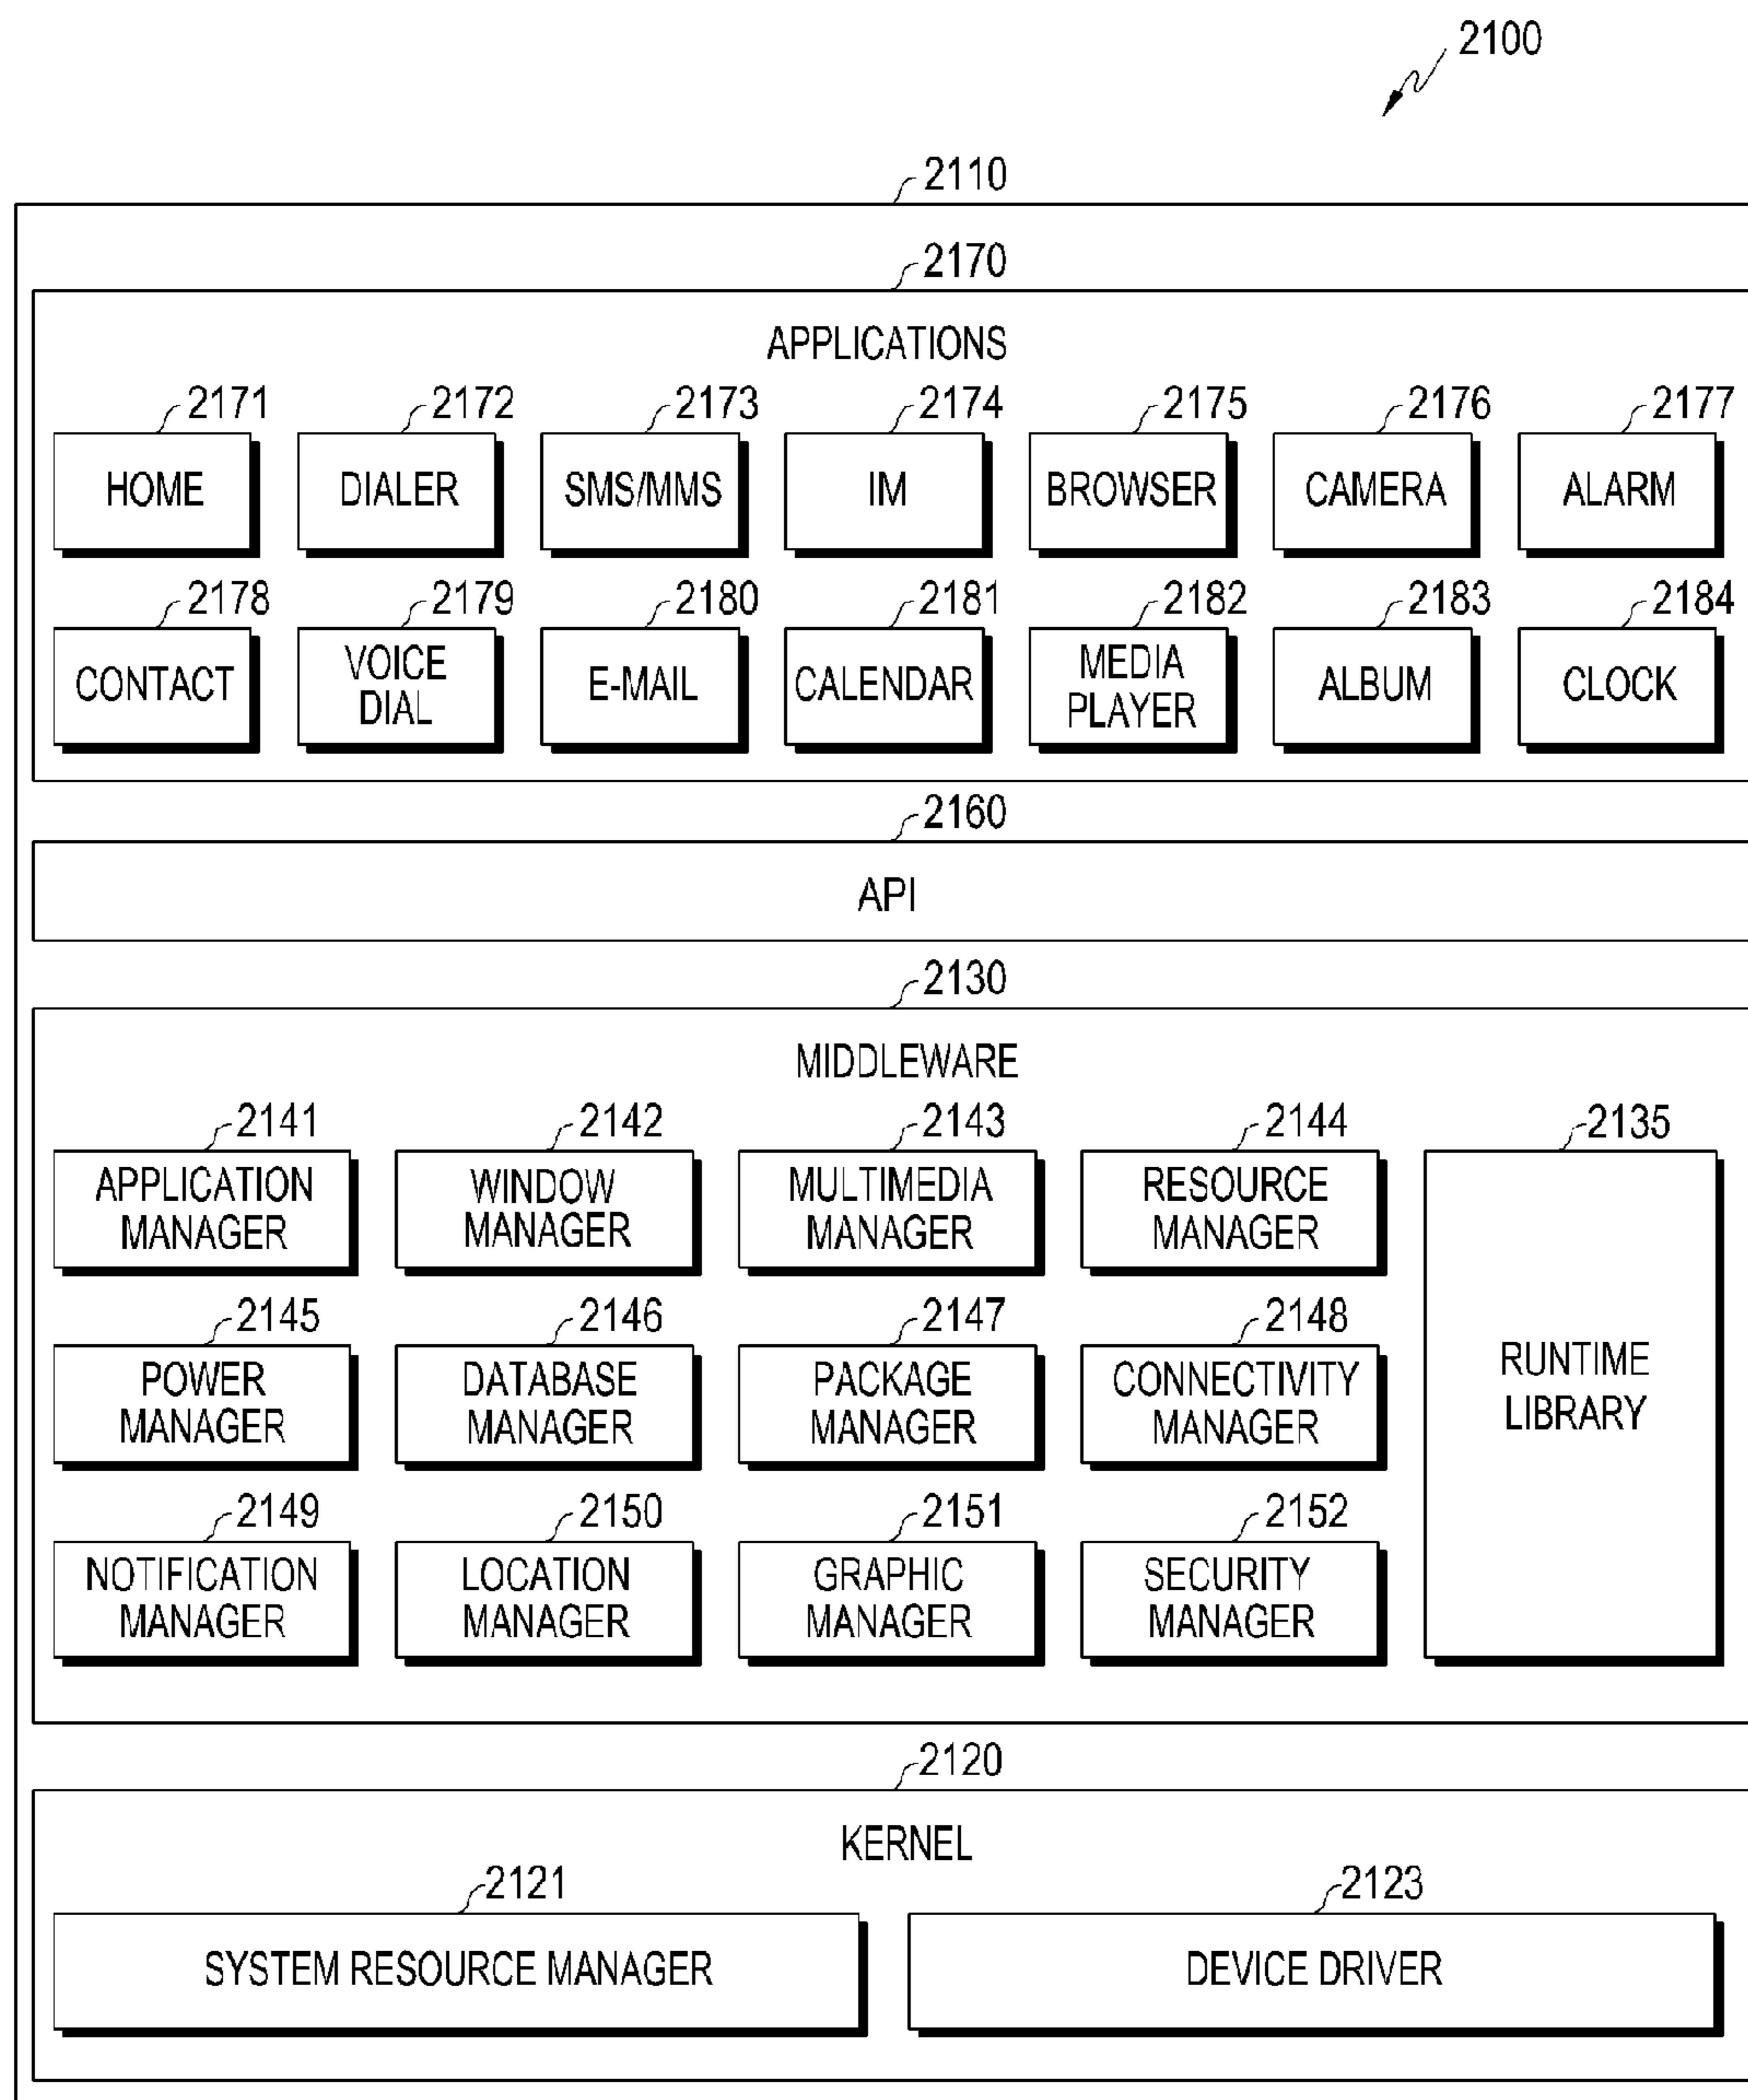 2100
2110
2170
APPLICATIONS
2171 2172 2173 2174 2175 2176 2177
HOME DIALER SMS/MMS IM BROWSER CAMERA ALARM
2178 2179 2180 2181 2182 2183 2184
CONTACT VOICE DIAL E-MAIL CALENDAR MEDIA PLAYER ALBUM CLOCK
2160
API
2130
MIDDLEWARE
2141 2142 2143 2144 2135
APPLICATION MANAGER WINDOW MANAGER MULTIMEDIA MANAGER RESOURCE MANAGER
2145 2146 2147 2148
POWER MANAGER DATABASE MANAGER PACKAGE MANAGER CONNECTIVITY MANAGER RUNTIME LIBRARY
2149 2150 2151 2152
NOTIFICATION MANAGER LOCATION MANAGER GRAPHIC MANAGER SECURITY MANAGER
2120
KERNEL
2121 2123
SYSTEM RESOURCE MANAGER DEVICE DRIVER